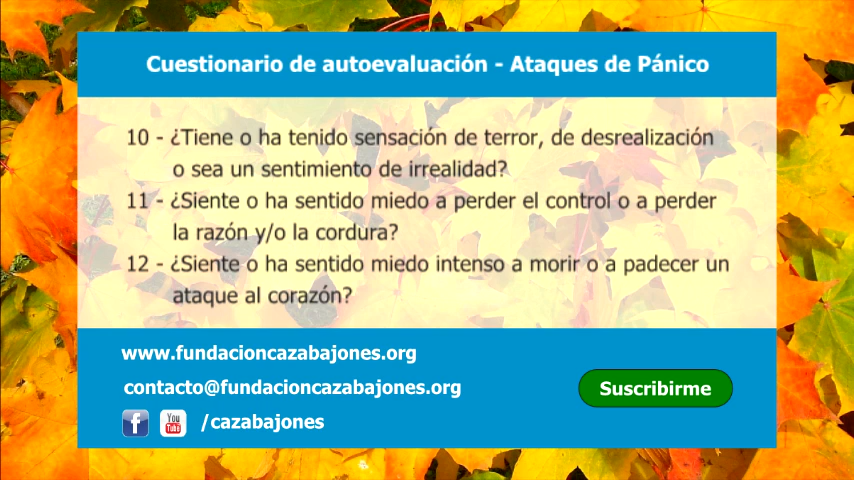 Cuestionario de autoevaluación - Ataques de Pánico
10 - ¿Tiene o ha tenido sensación de terror, de desrealización
o sea un sentimiento de irrealidad?
11 - ¿Siente o ha sentido miedo a perder el control o a perder
la razón y/o la cordura?
12 - ¿Siente o ha sentido miedo intenso a morir o a padecer un
ataque al corazón?
www.fundacioncazabajones.org
contacto@fundacioncazabajones.org
Suscribirme
f You Tube /cazabajones